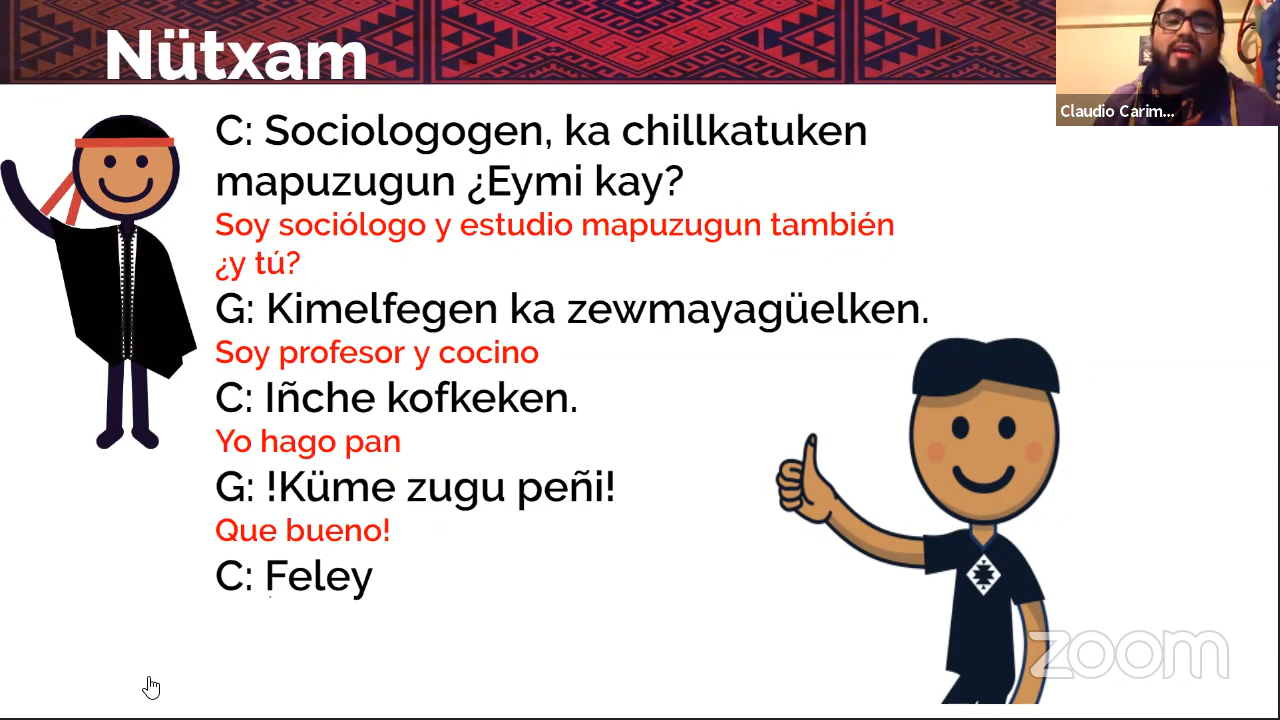 Nütxam
Claudio Carim...
C: Sociologogen, ka chillkatuken
mapuzugun ¿Eymi kay?
Soy sociólogo y estudio mapuzugun también
¿y tú?
G: Kimelfegen ka zewmayagüelken.
Soy profesor y cocino
C: Iñche kofkeken.
Yo hago pan
G: !Küme zugu peñi!
Que bueno!
C: Feley
zoom